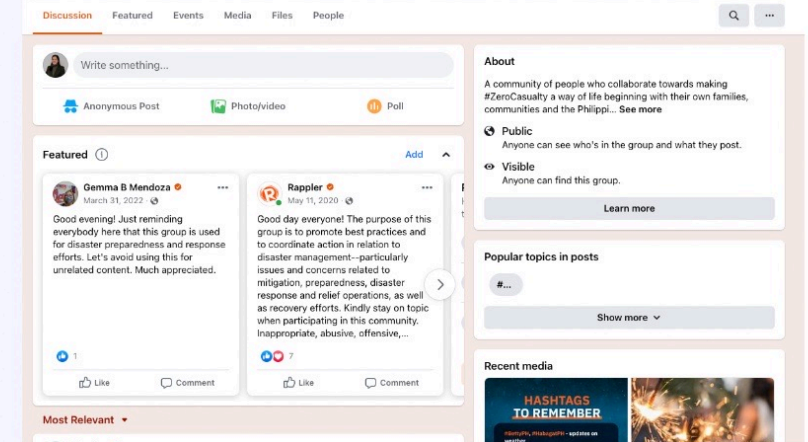 Discussion Featured Events Media Files People
Write something...
Anonymous Post Photo/video Poll
Featured Add
Gemma B Mendoza
March 31, 2022
Good evening! Just reminding
everybody here that this group is used
for disaster preparedness and response
efforts. Let's avoid using this for
unrelated content. Much appreciated.
1
Like Comment
Rappler
May 11, 2020
Good day everyone! The purpose of this
group is to promote best practices and
to coordinate action in relation to
disaster management--particularly
issues and concerns related to
mitigation, preparedness, disaster
response and relief operations, as well
as recovery efforts. Kindly stay on topic
when participating in this community.
Inappropriate, abusive, offensive,...
7
Like Comment
Most Relevant
About
A community of people who collaborate towards making
#ZeroCasualty a way of life beginning with their own families,
communities and the Philippi... See more
Public
Anyone can see who's in the group and what they post.
Visible
Anyone can find this group.
Learn more
Popular topics in posts
#...
Show more
Recent media
HASHTAGS
TO REMEMBER
#BettyPH, #HabagatPH - updates on
weather